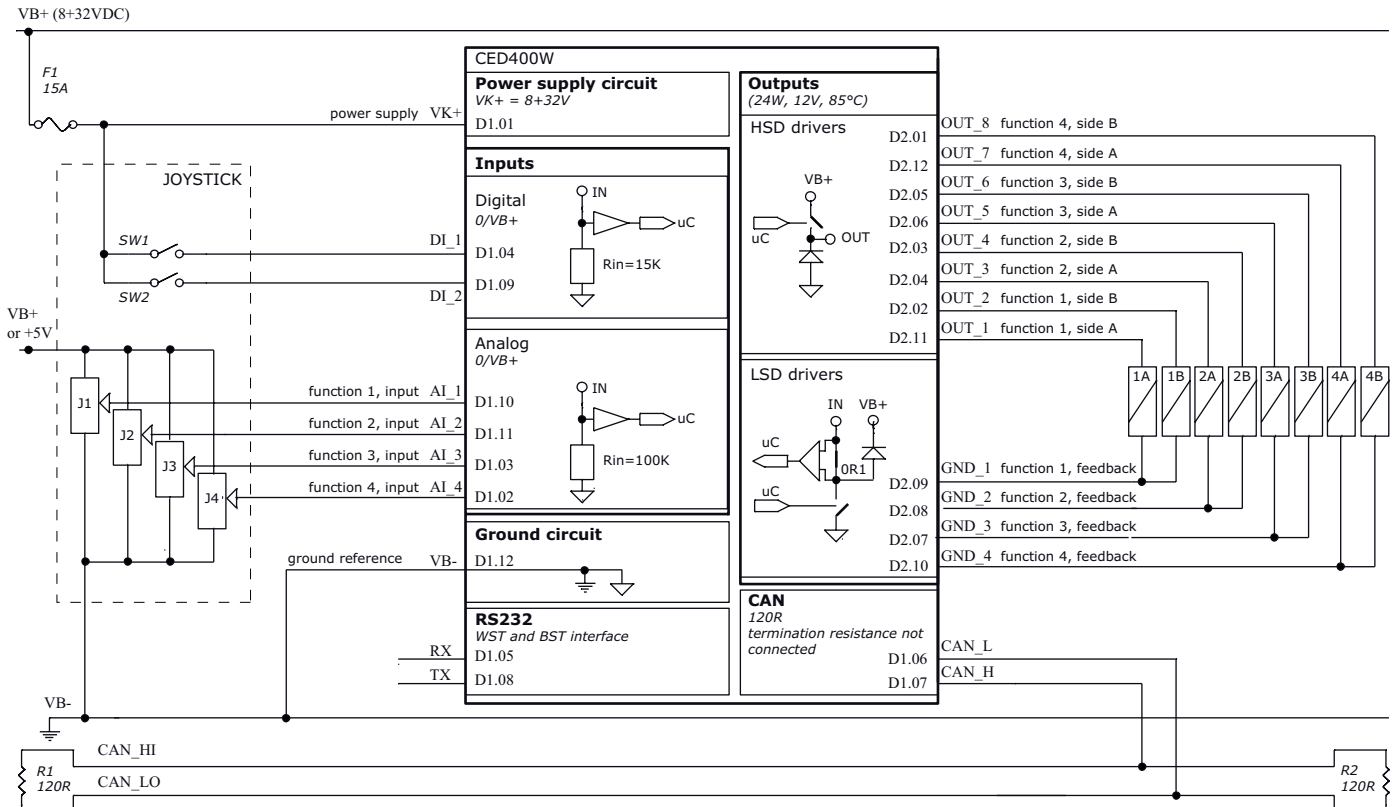 VB+ (8+32VDC)
F1
15A
power supply VK+
JOYSTICK
SW1
SW2
DI_1
DI_2
VB+
or +5V
J1
J2
J3
J4
function 1, input AI_1
function 2, input AI_2
function 3, input AI_3
function 4, input AI_4
ground reference VB-
RX
TX
VB-
CED400W
Power supply circuit
VK+ = 8+32V
D1.01
Inputs
Digital
0/VB+
D1.04
D1.09
IN
uC
Rin=15K
Analog
0/VB+
D1.10
D1.11
D1.03
D1.02
IN
uC
Rin=100K
Ground circuit
D1.12
RS232
WST and BST interface
D1.05
D1.08
Outputs
(24W, 12V, 85°C)
HSD drivers
VB+
uC
OUT
D2.01
D2.12
D2.05
D2.06
D2.03
D2.04
D2.02
D2.11
LSD drivers
IN VB+
uC
0R1
uC
D2.09
D2.08
D2.07
D2.10
CAN
120R
termination resistance not
connected
D1.06
D1.07
OUT_8 function 4, side B
OUT_7 function 4, side A
OUT_6 function 3, side B
OUT_5 function 3, side A
OUT_4 function 2, side B
OUT_3 function 2, side A
OUT_2 function 1, side B
OUT_1 function 1, side A
1A 1B 2A 2B 3A 3B 4A 4B
GND_1 function 1, feedback
GND_2 function 2, feedback
GND_3 function 3, feedback
GND_4 function 4, feedback
CAN_L
CAN_H
CAN_HI
CAN_LO
R1
120R
R2
120R